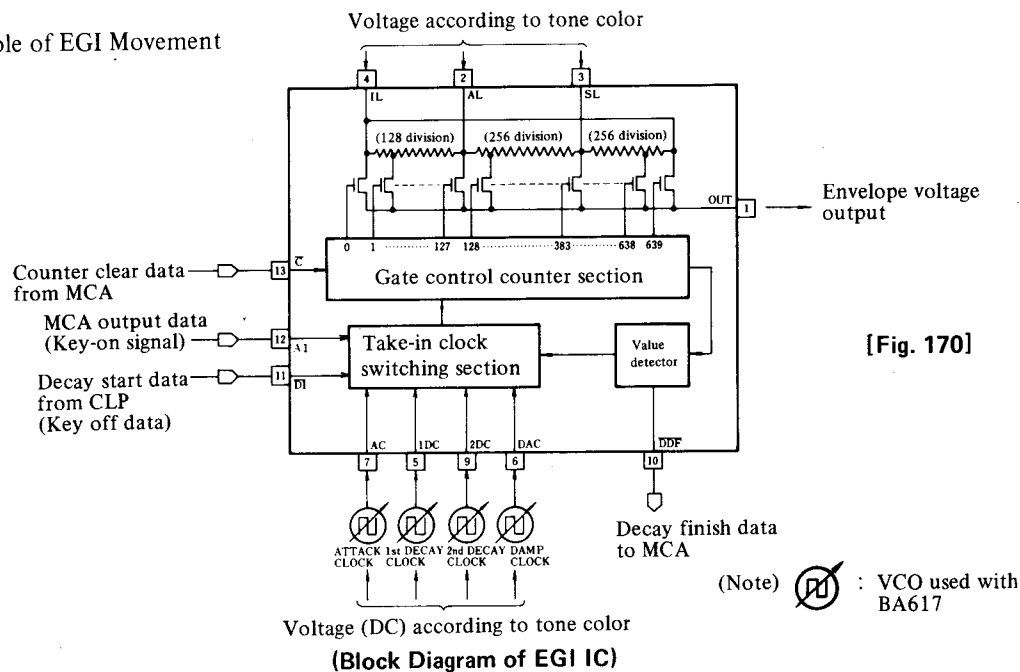 Voltage according to tone color
ple of EGI Movement
4 2 3
IL AL SL
(128 division) (256 division) (256 division)
OUT 1
Envelope voltage
output
0 1 127 128 383 638 639
Counter clear data
from MCA
13 C̅
Gate control counter section
MCA output data
(Key-on signal)
12
Take-in clock
switching section
Value
detector
[Fig. 170]
Decay start data
from CLP
(Key off data)
11
AC 1DC 2DC DAC D̅D̅F̅
7 5 9 6 10
ATTACK CLOCK
1st DECAY CLOCK
2nd DECAY CLOCK
DAMP CLOCK
Decay finish data
to MCA
(Note) : VCO used with
BA617
Voltage (DC) according to tone color
(Block Diagram of EGI IC)